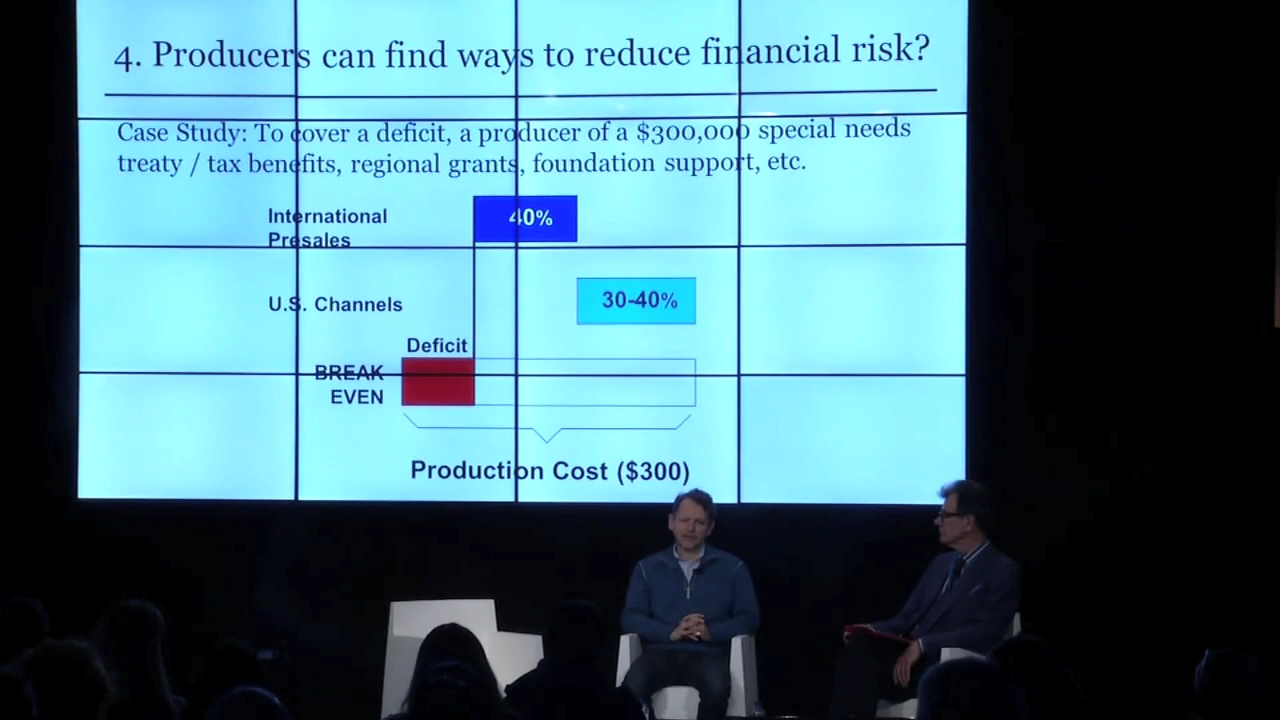 4. Producers can find ways to reduce financial risk?
Case Study: To cover a deficit, a producer of a $300,000 special needs
treaty / tax benefits, regional grants, foundation support, etc.
International
Presales
40%
U.S. Channels
30-40%
Deficit
BREAK
EVEN
Production Cost ($300)